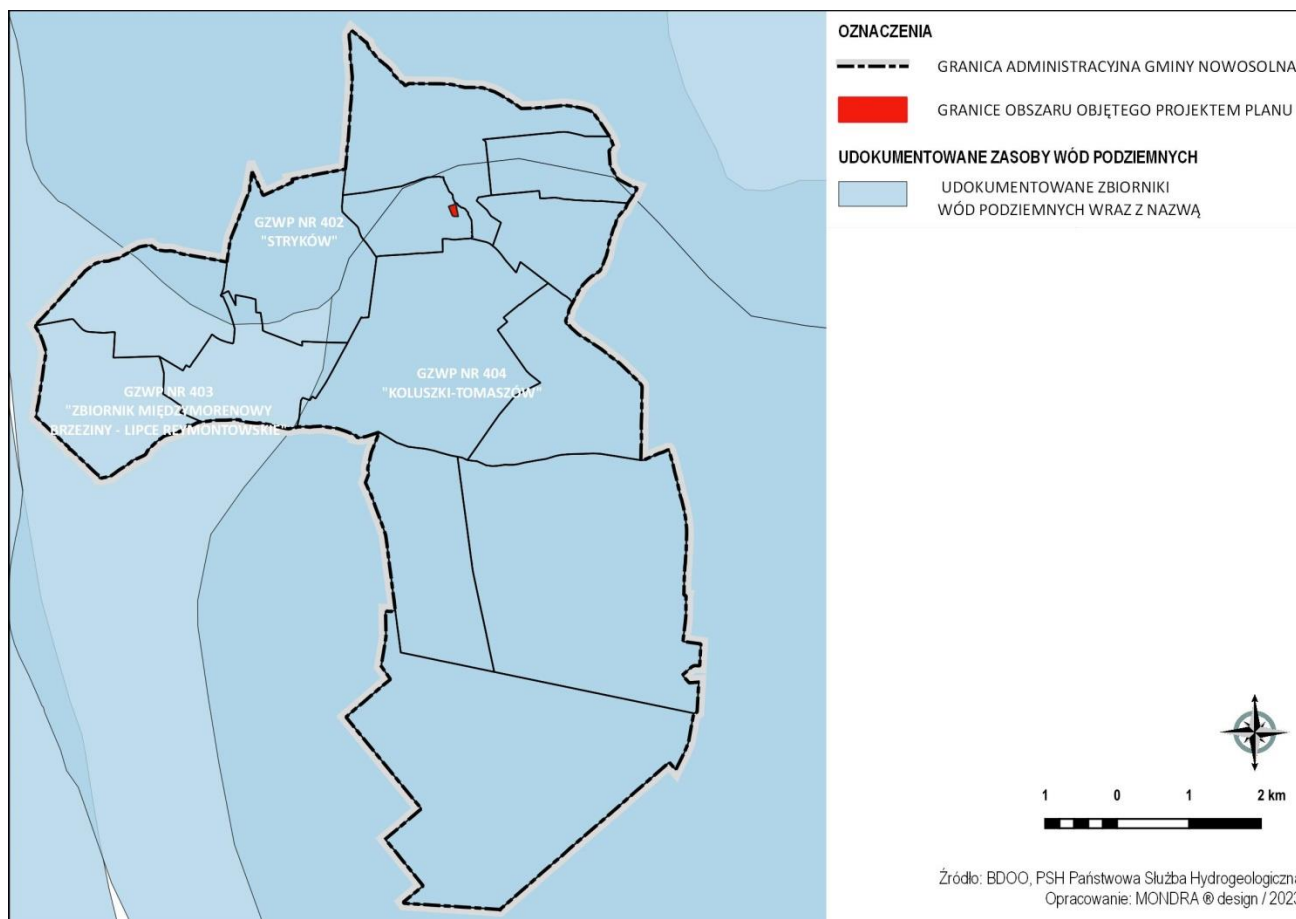 OZNACZENIA
GRANICA ADMINISTRACYJNA GMINY NOWOSOLNA
GRANICE OBSZARU OBJĘTEGO PROJEKTEM PLANU
UDOKUMENTOWANE ZASOBY WÓD PODZIEMNYCH
UDOKUMENTOWANE ZBIORNIKI
WÓD PODZIEMNYCH WRAZ Z NAZWĄ
GZWP NR 402
"STRYKÓW"
GZWP NR 404
"KOLUSZKI-TOMASZÓW"
GZWP NR 403
"ZBIORNIK MIĘDZYMORENOWY
BRZEZINY - LIPCE REYMONTOWSKIE"
1 0 1 2 km
Źródło: BDOO, PSH Państwowa Służba Hydrogeologiczna
Opracowanie: MONDRA ® design / 2023